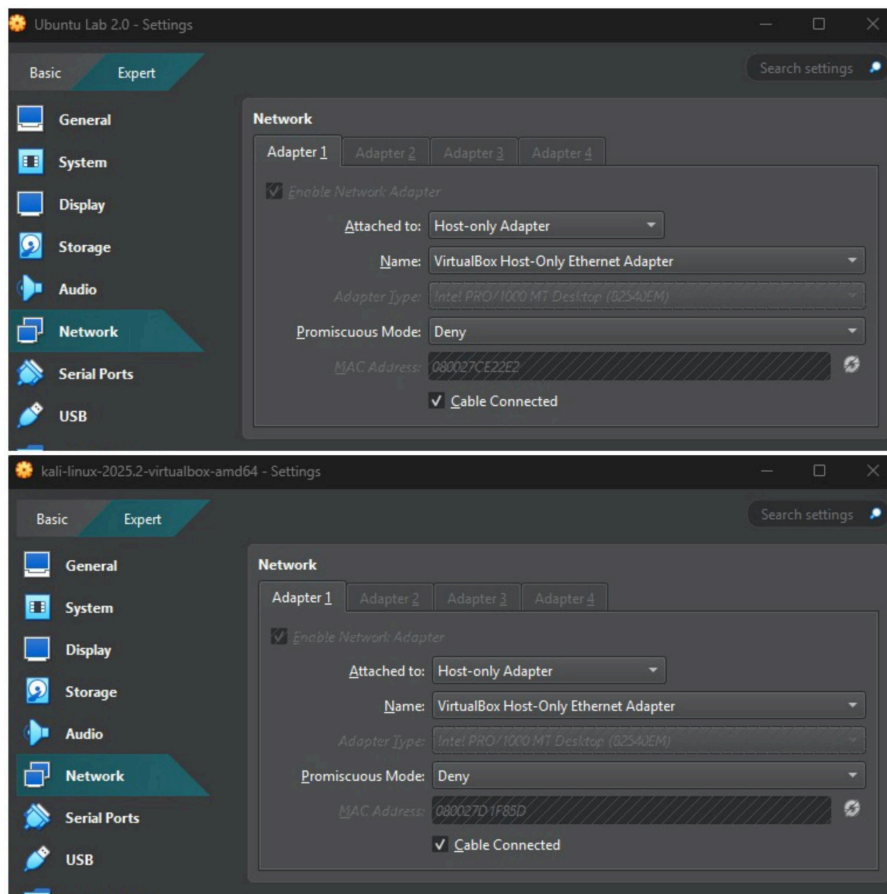 Ubuntu Lab 2.0 - Settings
Basic Expert Search settings
General
System
Display
Storage
Audio
Network
Serial Ports
USB
Network
Adapter 1 Adapter 2 Adapter 3 Adapter 4
Enable Network Adapter
Attached to: Host-only Adapter
Name: VirtualBox Host-Only Ethernet Adapter
Adapter Type: Intel PRO/1000 MT Desktop (82540EM)
Promiscuous Mode: Deny
MAC Address: 080027CE22E2
Cable Connected
kali-linux-2025.2-virtualbox-amd64 - Settings
Basic Expert Search settings
General
System
Display
Storage
Audio
Network
Serial Ports
USB
Network
Adapter 1 Adapter 2 Adapter 3 Adapter 4
Enable Network Adapter
Attached to: Host-only Adapter
Name: VirtualBox Host-Only Ethernet Adapter
Adapter Type: Intel PRO/1000 MT Desktop (82540EM)
Promiscuous Mode: Deny
MAC Address: 080027D1F85D
Cable Connected